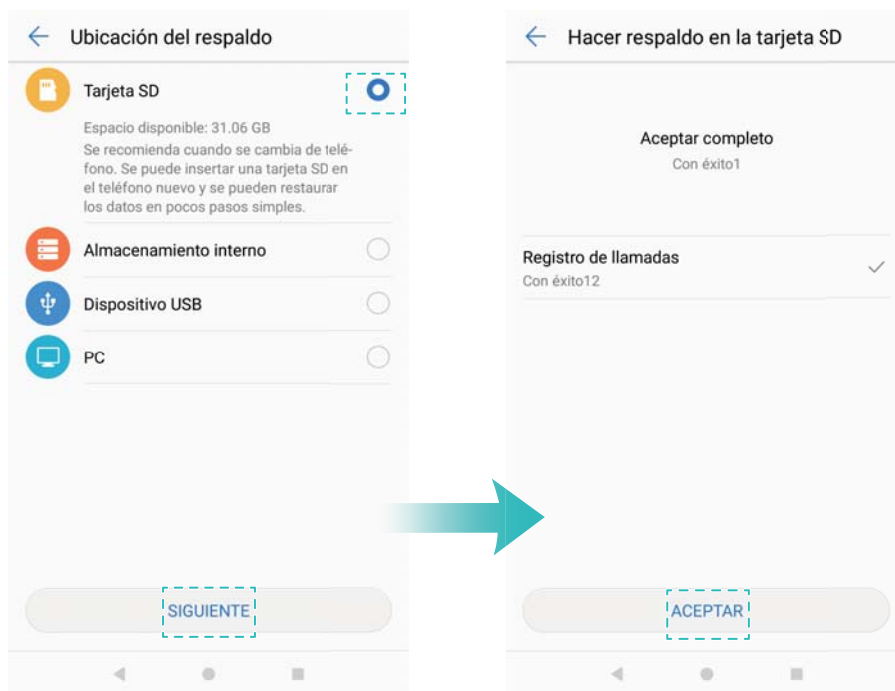 Ubicación del respaldo
Tarjeta SD
Espacio disponible: 31.06 GB
Se recomienda cuando se cambia de telé-
fono. Se puede insertar una tarjeta SD en
el teléfono nuevo y se pueden restaurar
los datos en pocos pasos simples.
Almacenamiento interno
Dispositivo USB
PC
SIGUIENTE
Hacer respaldo en la tarjeta SD
Aceptar completo
Con éxito1
Registro de llamadas
Con éxito12
ACEPTAR